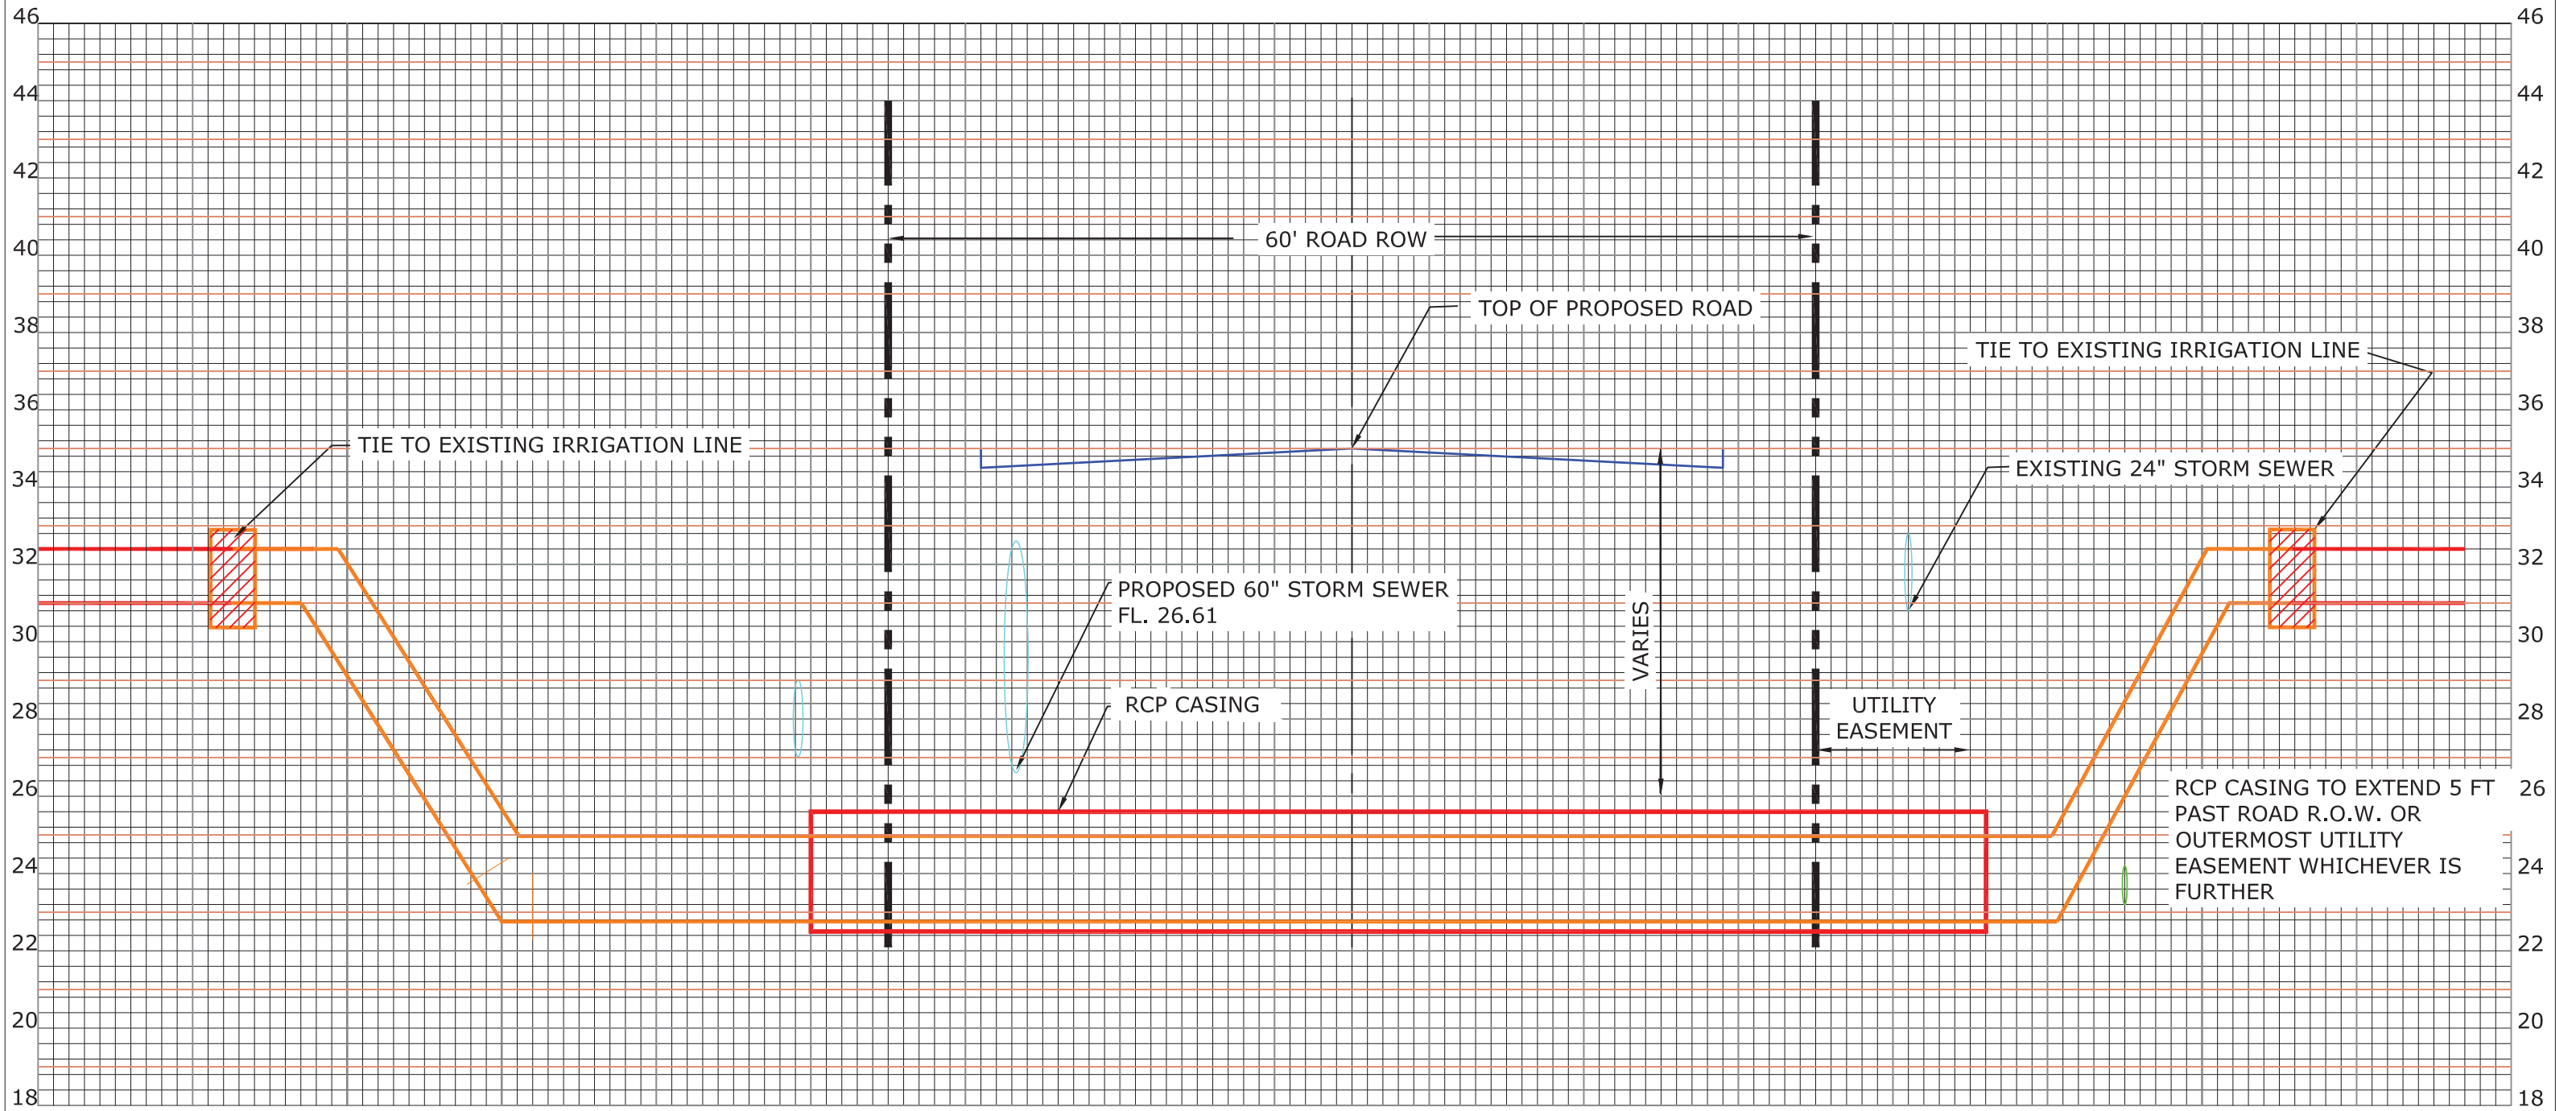 46 46
44 44
42 42
40 40
60' ROAD ROW
38 38
TOP OF PROPOSED ROAD
TIE TO EXISTING IRRIGATION LINE
36 36
TIE TO EXISTING IRRIGATION LINE
34 34
EXISTING 24" STORM SEWER
32 32
PROPOSED 60" STORM SEWER
FL. 26.61
30 30
VARIES
28 28
RCP CASING
UTILITY
EASEMENT
26 26
RCP CASING TO EXTEND 5 FT
PAST ROAD R.O.W. OR
OUTERMOST UTILITY
EASEMENT WHICHEVER IS
FURTHER
24 24
22 22
20 20
18 18